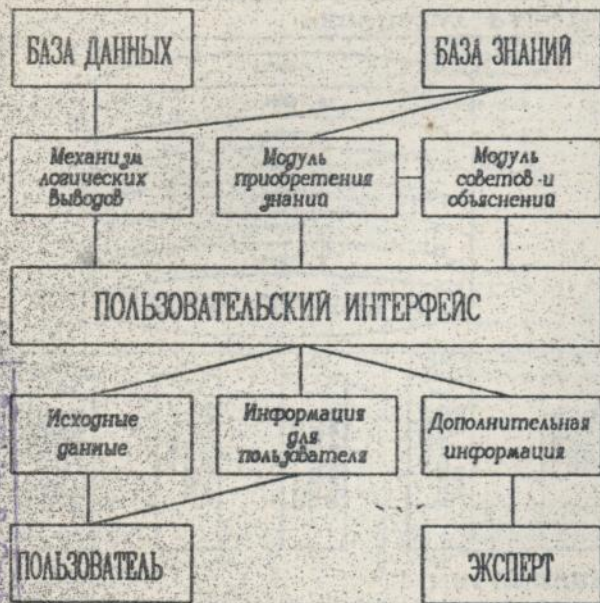 БАЗА ДАННЫХ
БАЗА ЗНАНИЙ
Механизм
логических
выводов
Модуль
приобретения
знаний
Модуль
советов и
объяснений
ПОЛЬЗОВАТЕЛЬСКИЙ ИНТЕРФЕЙС
Исходные
данные
Информация
для
пользователя
Дополнительная
информация
ПОЛЬЗОВАТЕЛЬ
ЭКСПЕРТ